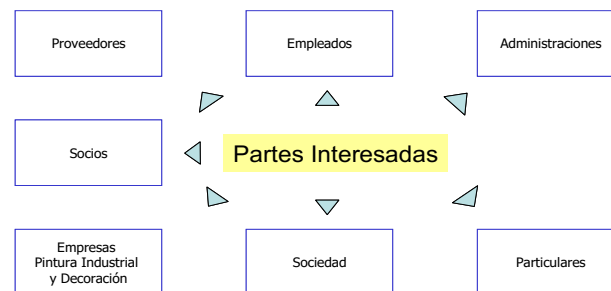 Proveedores
Empleados
Administraciones
Socios
Partes Interesadas
Empresas
Pintura Industrial
y Decoración
Sociedad
Particulares